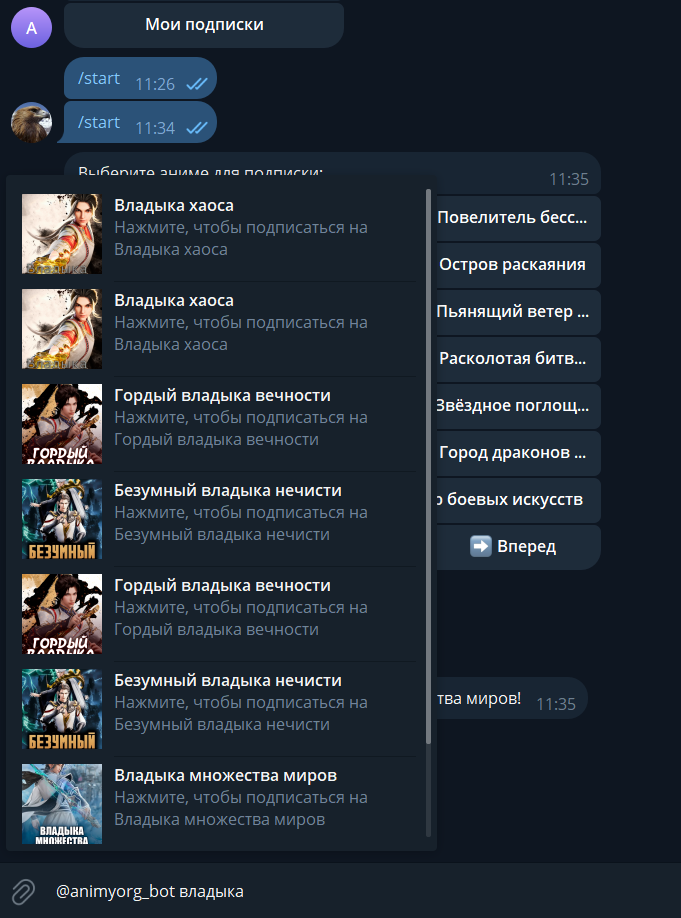 A
Мои подписки
/start 11:26
/start 11:34
Выберите аниме для подписки:
11:35
Владыка хаоса
Нажмите, чтобы подписаться на
Владыка хаоса
Владыка хаоса
Нажмите, чтобы подписаться на
Владыка хаоса
ГОРДЫЙ
ВЛАДЫКА
Гордый владыка вечности
Нажмите, чтобы подписаться на
Гордый владыка вечности
БЕЗУМНЫЙ
Безумный владыка нечисти
Нажмите, чтобы подписаться на
Безумный владыка нечисти
ГОРДЫЙ
ВЛАДЫКА
Гордый владыка вечности
Нажмите, чтобы подписаться на
Гордый владыка вечности
БЕЗУМНЫЙ
Безумный владыка нечисти
Нажмите, чтобы подписаться на
Безумный владыка нечисти
ВЛАДЫКА
МНОЖЕСТВА
Владыка множества миров
Нажмите, чтобы подписаться на
Владыка множества миров
Повелитель бесс...
Остров раскаяния
Пьянящий ветер ...
Расколотая битв...
Звёздное поглощ...
Город драконов ...
р боевых искусств
Вперед
тва миров! 11:35
@animyorg_bot владыка